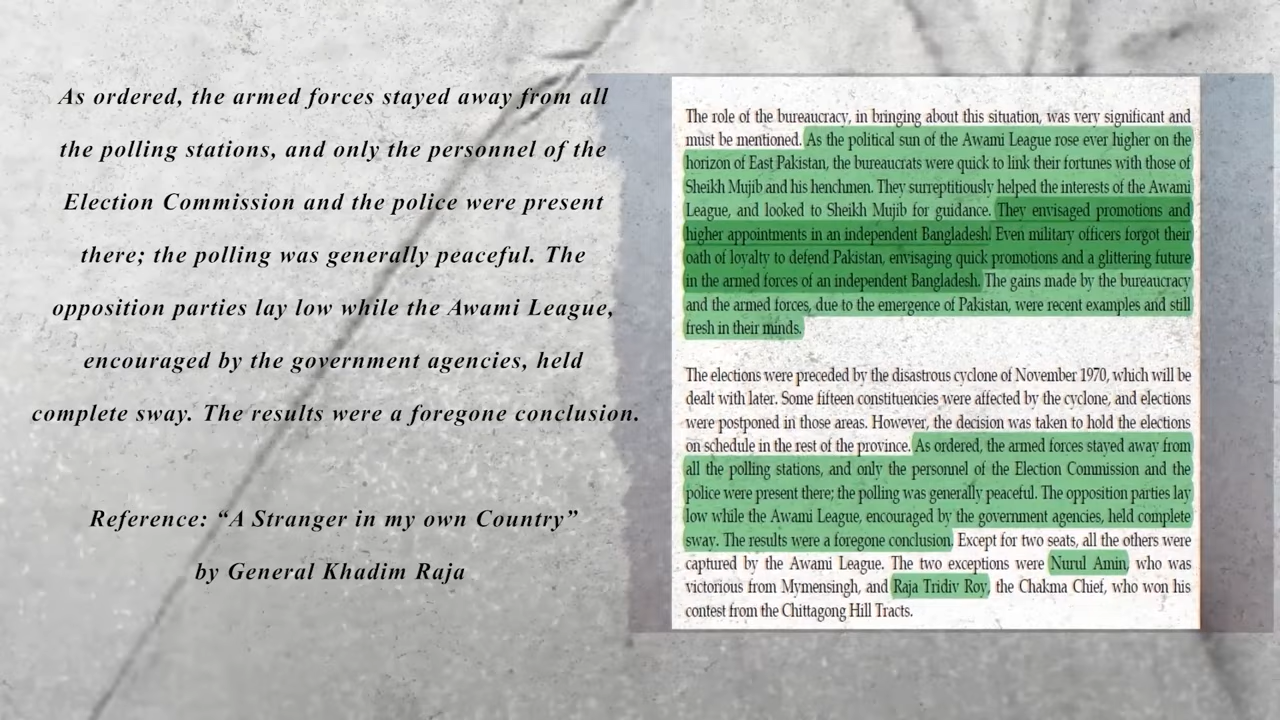 As ordered, the armed forces stayed away from all
the polling stations, and only the personnel of the
Election Commission and the police were present
there; the polling was generally peaceful. The
opposition parties lay low while the Awami League,
encouraged by the government agencies, held
complete sway. The results were a foregone conclusion.
Reference: “A Stranger in my own Country”
by General Khadim Raja
The role of the bureaucracy, in bringing about this situation, was very significant and
must be mentioned. As the political sun of the Awami League rose ever higher on the
horizon of East Pakistan, the bureaucrats were quick to link their fortunes with those of
Sheikh Mujib and his henchmen. They surreptitiously helped the interests of the Awami
League, and looked to Sheikh Mujib for guidance. They envisaged promotions and
higher appointments in an independent Bangladesh. Even military officers forgot their
oath of loyalty to defend Pakistan, envisaging quick promotions and a glittering future
in the armed forces of an independent Bangladesh. The gains made by the bureaucracy
and the armed forces, due to the emergence of Pakistan, were recent examples and still
fresh in their minds.
The elections were preceded by the disastrous cyclone of November 1970, which will be
dealt with later. Some fifteen constituencies were affected by the cyclone, and elections
were postponed in those areas. However, the decision was taken to hold the elections
on schedule in the rest of the province. As ordered, the armed forces stayed away from
all the polling stations, and only the personnel of the Election Commission and the
police were present there; the polling was generally peaceful. The opposition parties lay
low while the Awami League, encouraged by the government agencies, held complete
sway. The results were a foregone conclusion. Except for two seats, all the others were
captured by the Awami League. The two exceptions were Nurul Amin, who was
victorious from Mymensingh, and Raja Tridiv Roy, the Chakma Chief, who won his
contest from the Chittagong Hill Tracts.